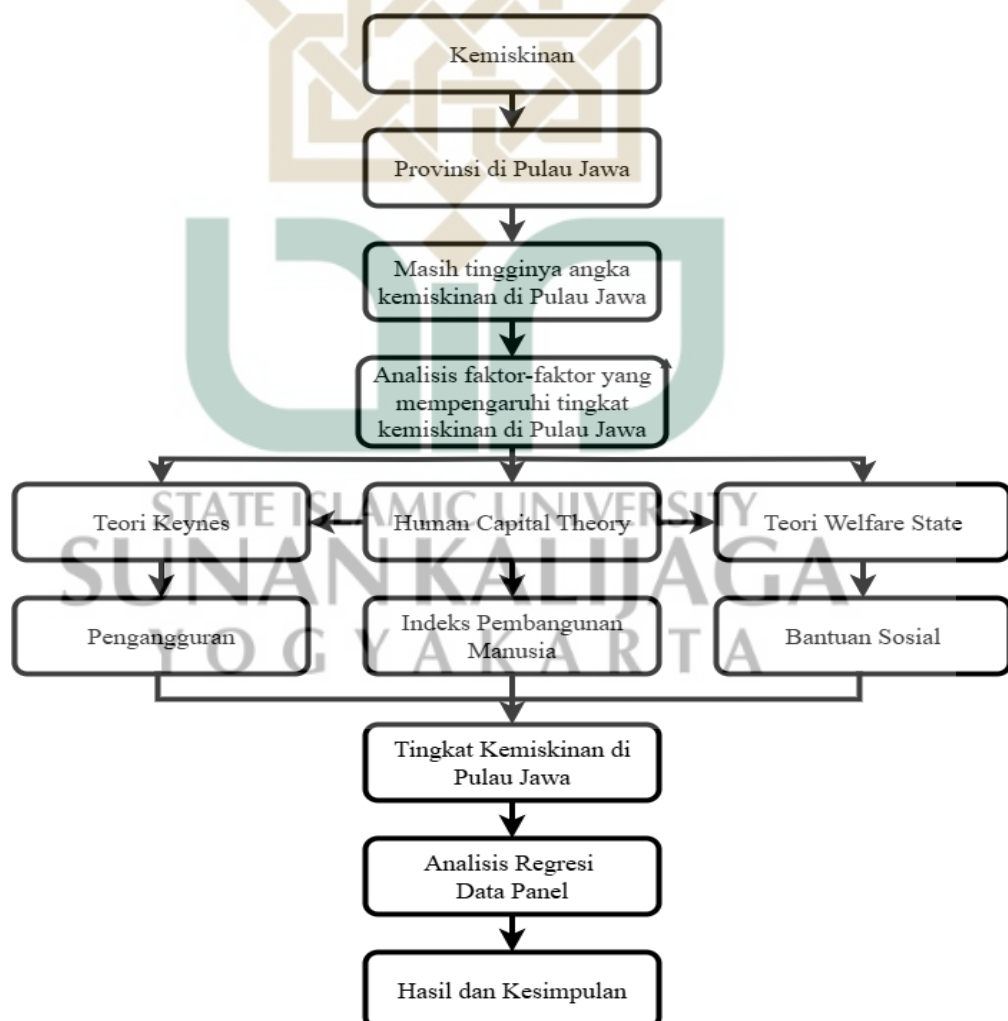 Kemiskinan
Provinsi di Pulau Jawa
Masih tingginya angka
kemiskinan di Pulau Jawa
Analisis faktor-faktor yang
mempengaruhi tingkat
kemiskinan di Pulau Jawa
STATE ISLAMIC UNIVERSITY
Teori Keynes
Human Capital Theory
Teori Welfare State
SUNAN KALIJAGA
Pengangguran
Indeks Pembangunan
Manusia
Bantuan Sosial
YOGYAKARTA
Tingkat Kemiskinan di
Pulau Jawa
Analisis Regresi
Data Panel
Hasil dan Kesimpulan